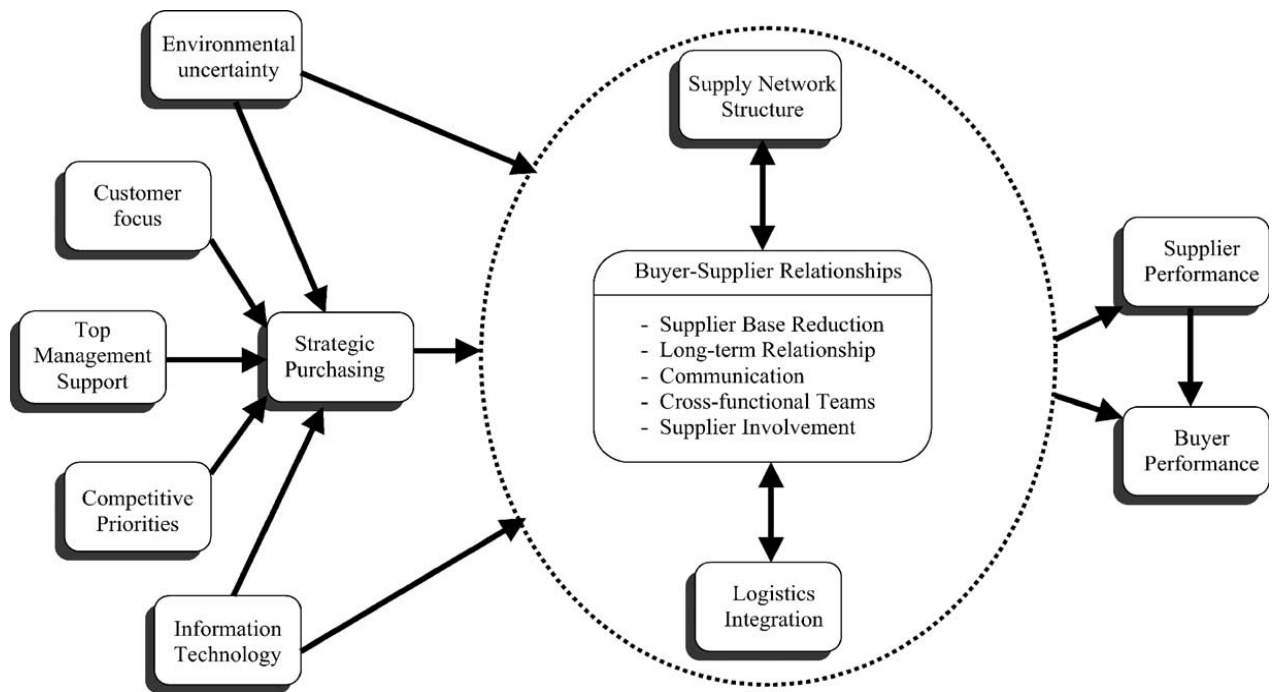 Environmental
uncertainty
Customer
focus
Top
Management
Support
Competitive
Priorities
Information
Technology
Strategic
Purchasing
Supply Network
Structure
Buyer-Supplier Relationships
- Supplier Base Reduction
- Long-term Relationship
- Communication
- Cross-functional Teams
- Supplier Involvement
Logistics
Integration
Supplier
Performance
Buyer
Performance